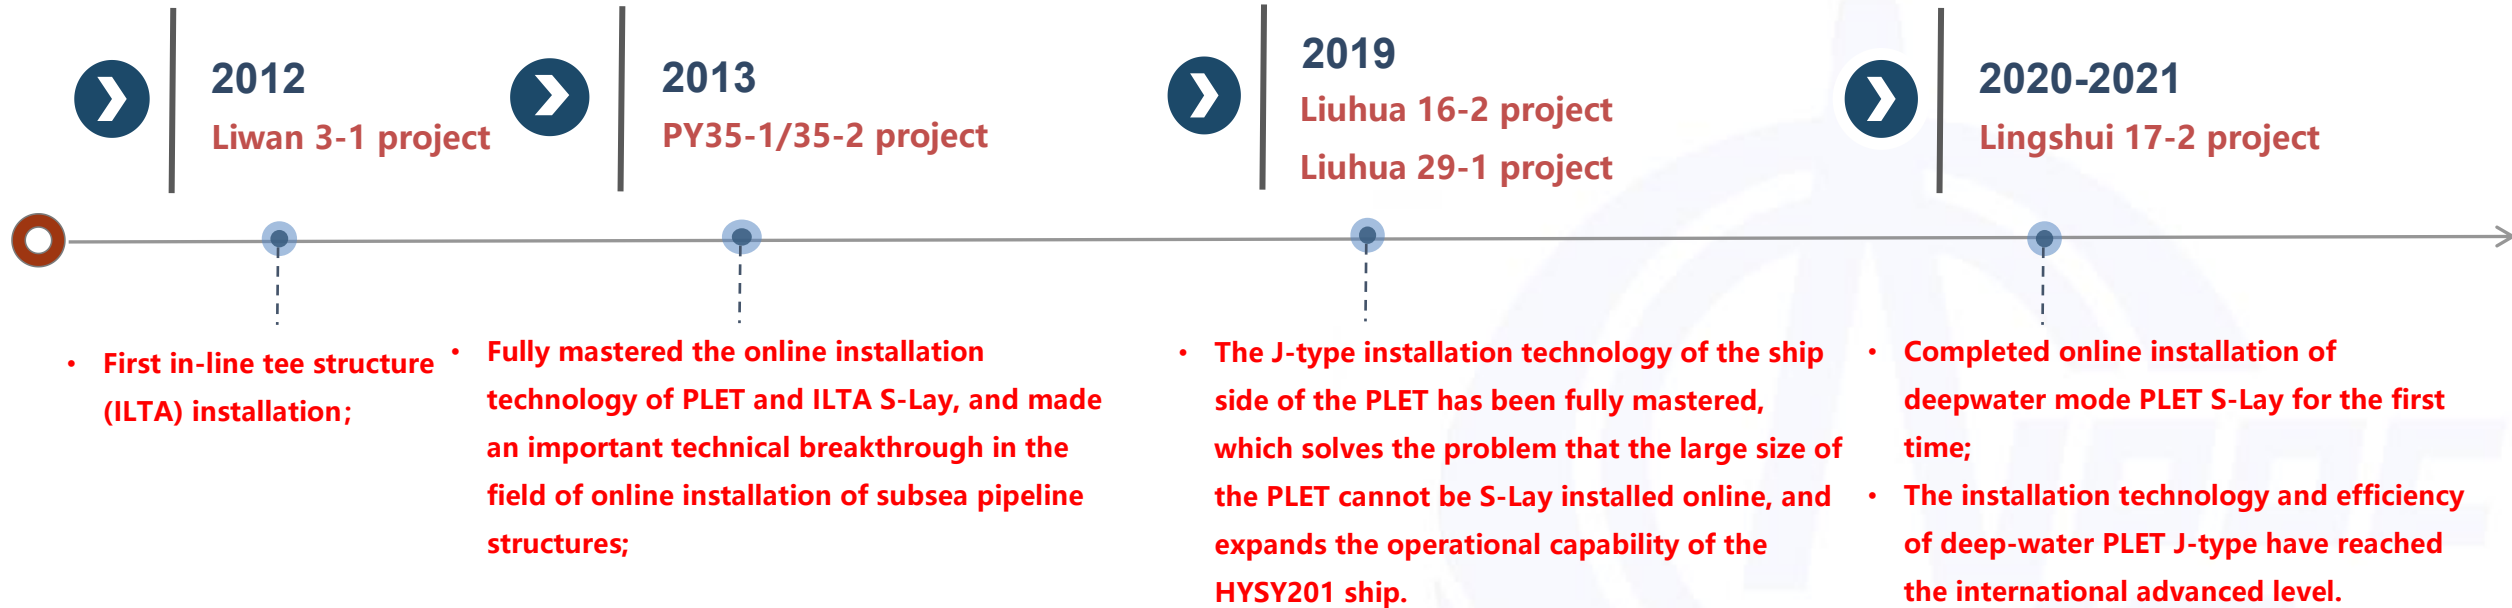 2012
Liwan 3-1 project
2013
PY35-1/35-2 project
2019
Liuhua 16-2 project
Liuhua 29-1 project
2020-2021
Lingshui 17-2 project
• First in-line tee structure
(ILTA) installation;
• Fully mastered the online installation
technology of PLET and ILTA S-Lay, and made
an important technical breakthrough in the
field of online installation of subsea pipeline
structures;
• The J-type installation technology of the ship
side of the PLET has been fully mastered,
which solves the problem that the large size of
the PLET cannot be S-Lay installed online, and
expands the operational capability of the
HYSY201 ship.
• Completed online installation of
deepwater mode PLET S-Lay for the first
time;
• The installation technology and efficiency
of deep-water PLET J-type have reached
the international advanced level.